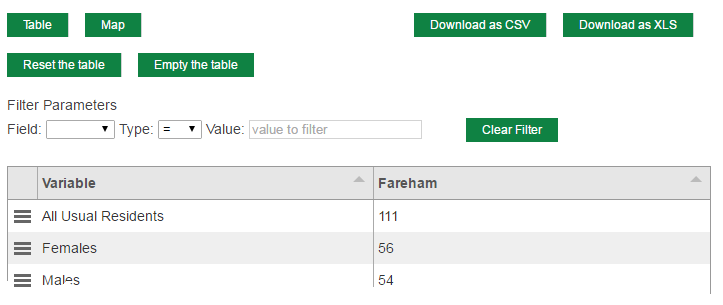 Table Map Download as CSV Download as XLS
Reset the table Empty the table
Filter Parameters
Field: Type: = Value: value to filter Clear Filter
Variable Fareham
All Usual Residents 111
Females 56
Males 54